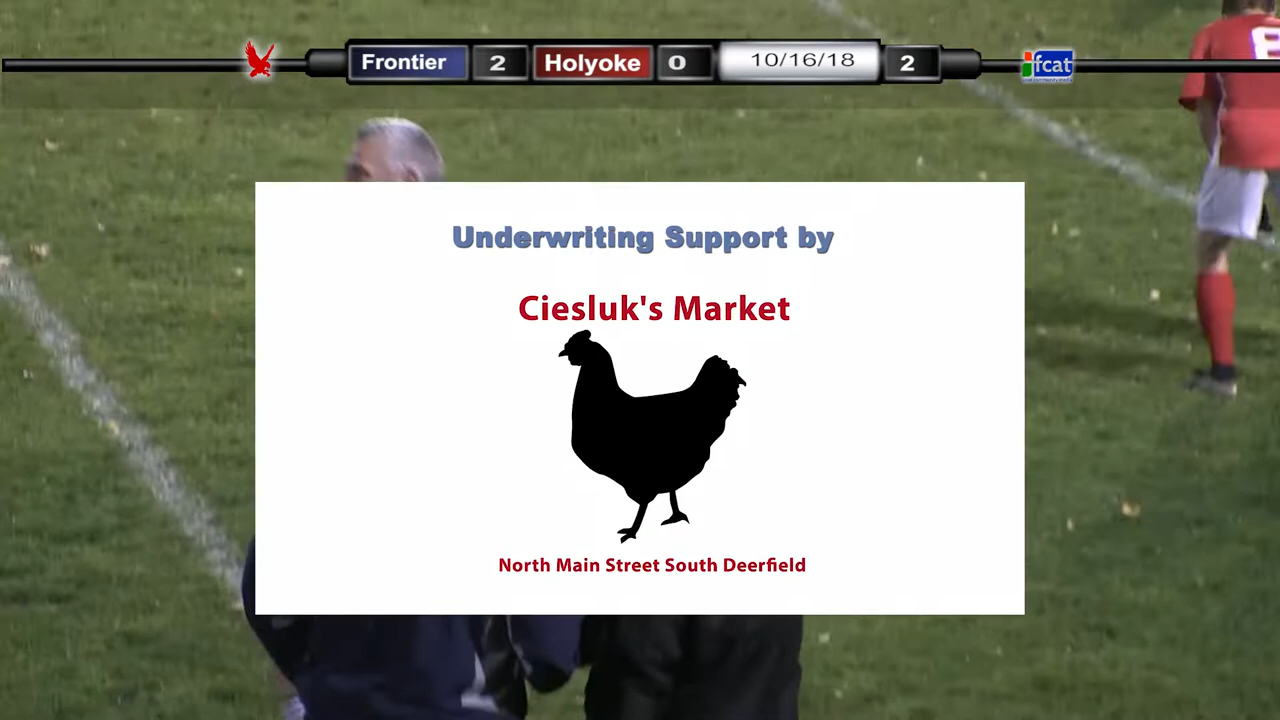 Frontier 2 Holyoke 0 10/16/18 2
fcat
Underwriting Support by
Ciesluk's Market
North Main Street South Deerfield